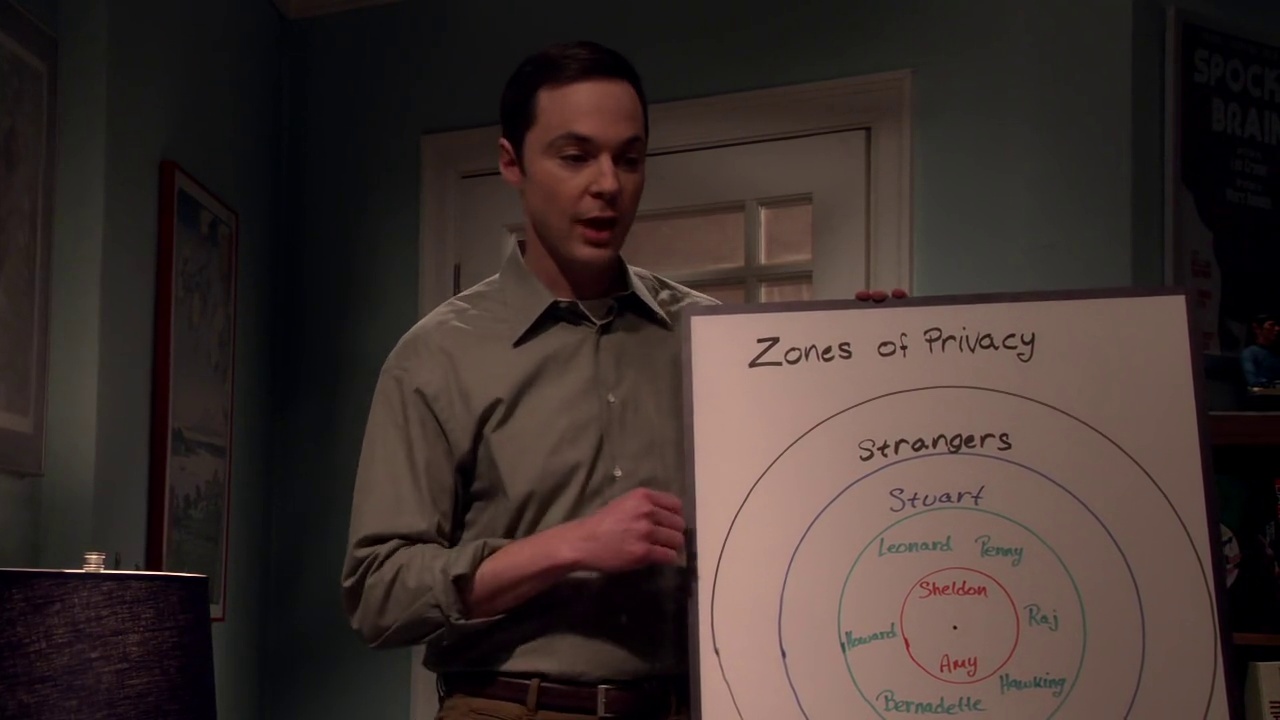 SPOCK
BRAIN
Zones of Privacy
Strangers
Stuart
Leonard Penny
Sheldon
Raj
Howard
Amy
Hawking
Bernadette